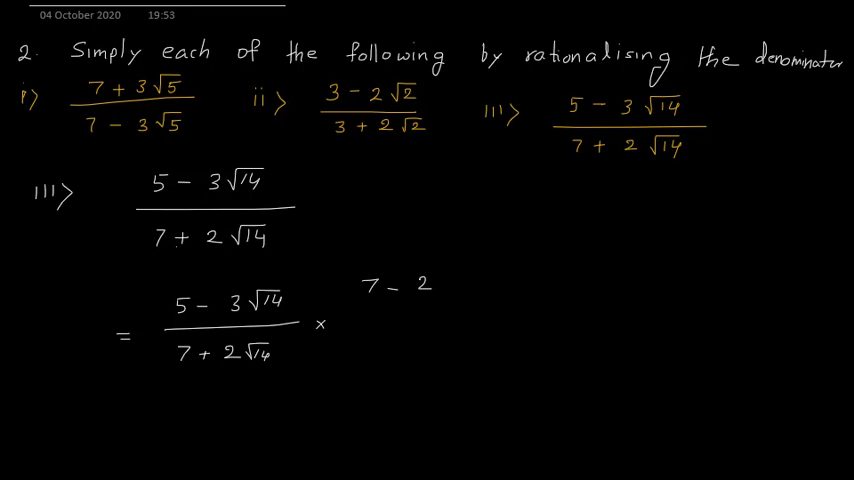 04 October 2020 19:53
2. Simply each of the following by rationalising the denominator
i> 7 + 3√5 / 7 - 3√5 ii> 3 - 2√2 / 3 + 2√2 iii> 5 - 3√14 / 7 + 2√14
iii> 5 - 3√14 / 7 + 2√14
= 5 - 3√14 / 7 + 2√14 × 7 - 2